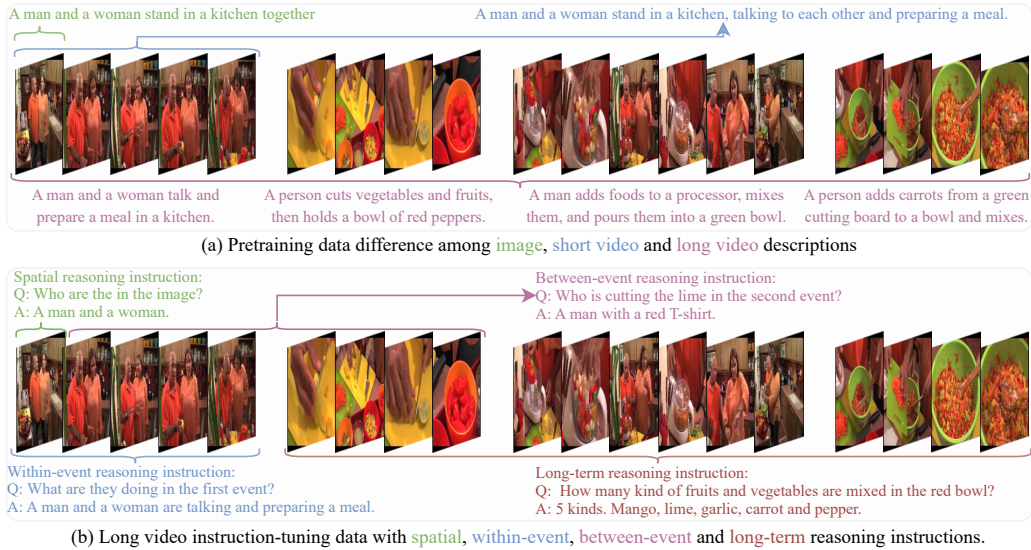 A man and a woman stand in a kitchen together
A man and a woman stand in a kitchen, talking to each other and preparing a meal.
A man and a woman talk and
prepare a meal in a kitchen.
A person cuts vegetables and fruits,
then holds a bowl of red peppers.
A man adds foods to a processor, mixes
them, and pours them into a green bowl.
A person adds carrots from a green
cutting board to a bowl and mixes.
(a) Pretraining data difference among image, short video and long video descriptions
Spatial reasoning instruction:
Q: Who are the in the image?
A: A man and a woman.
Between-event reasoning instruction:
Q: Who is cutting the lime in the second event?
A: A man with a red T-shirt.
Within-event reasoning instruction:
Q: What are they doing in the first event?
A: A man and a woman are talking and preparing a meal.
Long-term reasoning instruction:
Q: How many kind of fruits and vegetables are mixed in the red bowl?
A: 5 kinds. Mango, lime, garlic, carrot and pepper.
(b) Long video instruction-tuning data with spatial, within-event, between-event and long-term reasoning instructions.